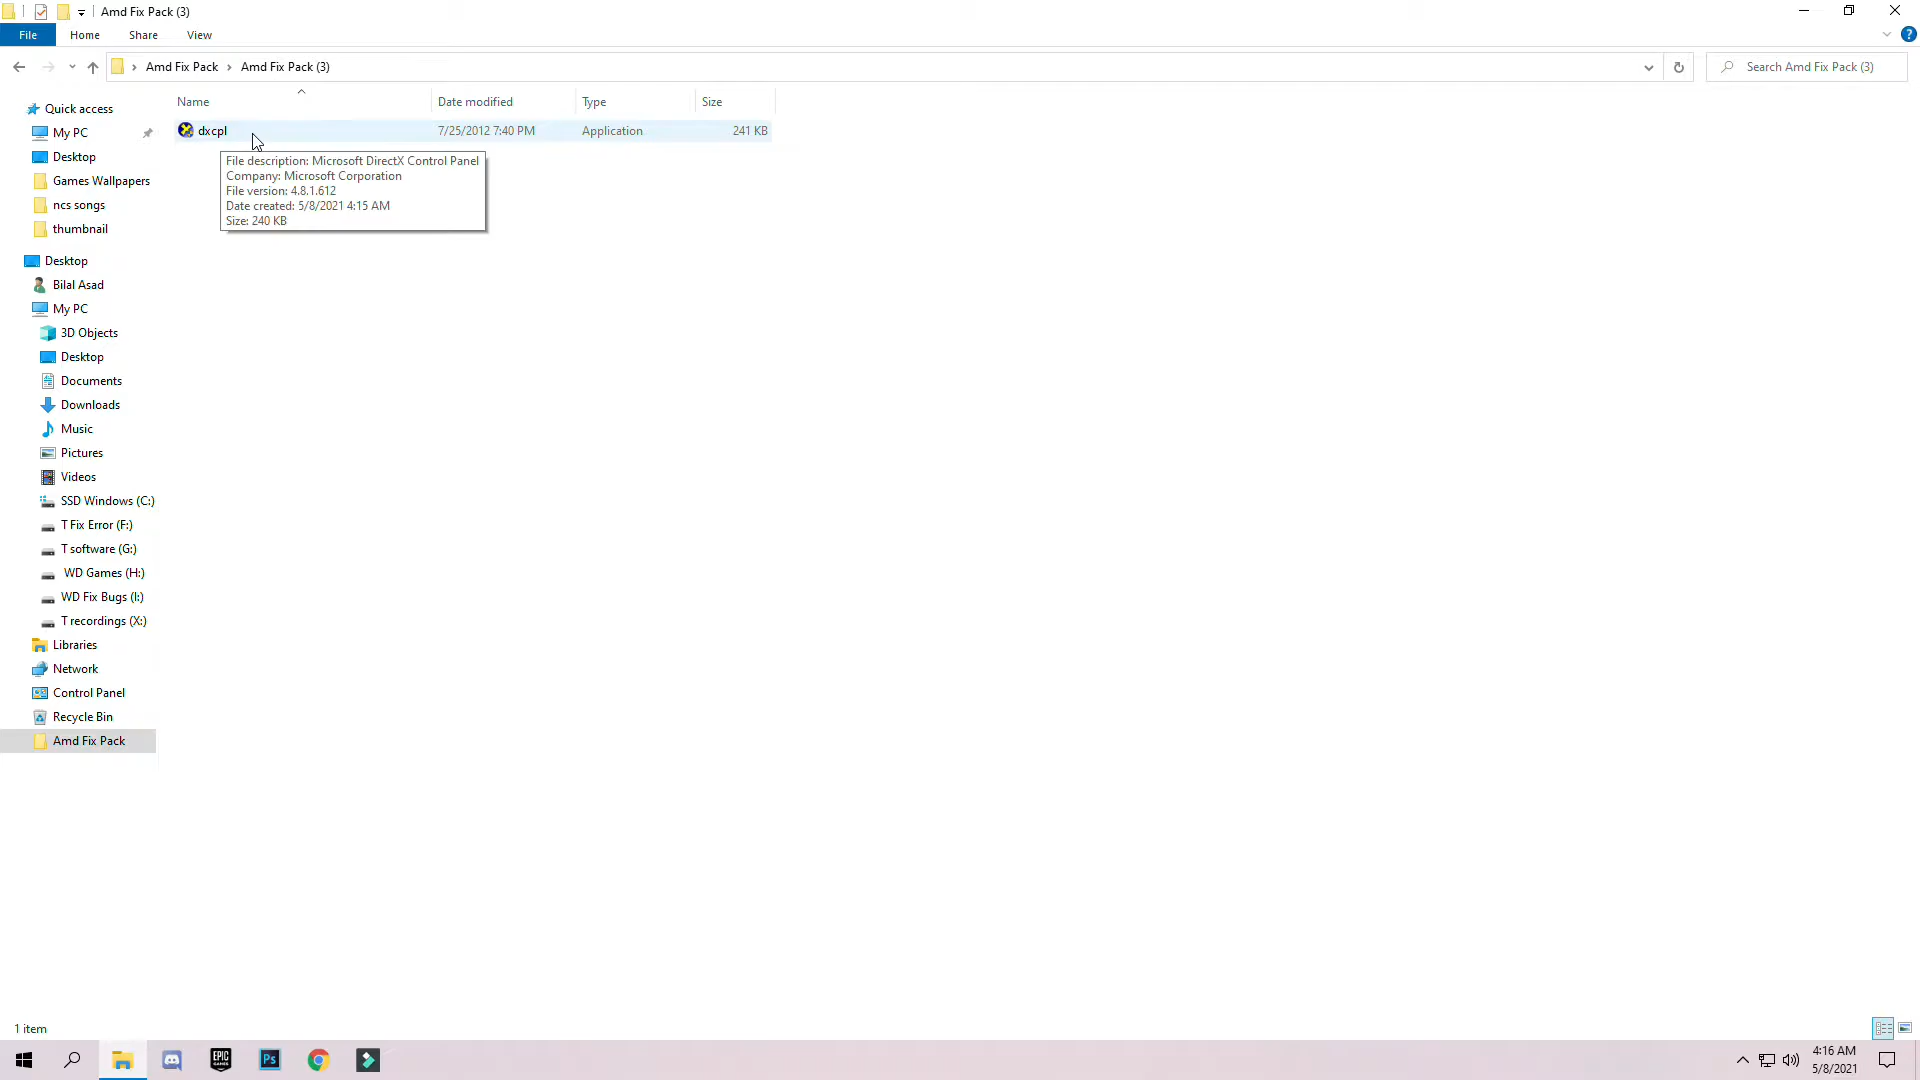 Amd Fix Pack (3)
File Home Share View
Amd Fix Pack Amd Fix Pack (3)
Search Amd Fix Pack (3)
Name Date modified Type Size
dxcpl 7/25/2012 7:40 PM Application 241 KB
File description: Microsoft DirectX Control Panel
Company: Microsoft Corporation
File version: 4.8.1.612
Date created: 5/8/2021 4:15 AM
Size: 240 KB
Quick access
My PC
Desktop
Games Wallpapers
ncs songs
thumbnail
Desktop
Bilal Asad
My PC
3D Objects
Desktop
Documents
Downloads
Music
Pictures
Videos
SSD Windows (C:)
T Fix Error (F:)
T software (G:)
WD Games (H:)
WD Fix Bugs (I:)
T recordings (X:)
Libraries
Network
Control Panel
Recycle Bin
Amd Fix Pack
1 item
EPIC GAMES
Ps
4:16 AM
5/8/2021